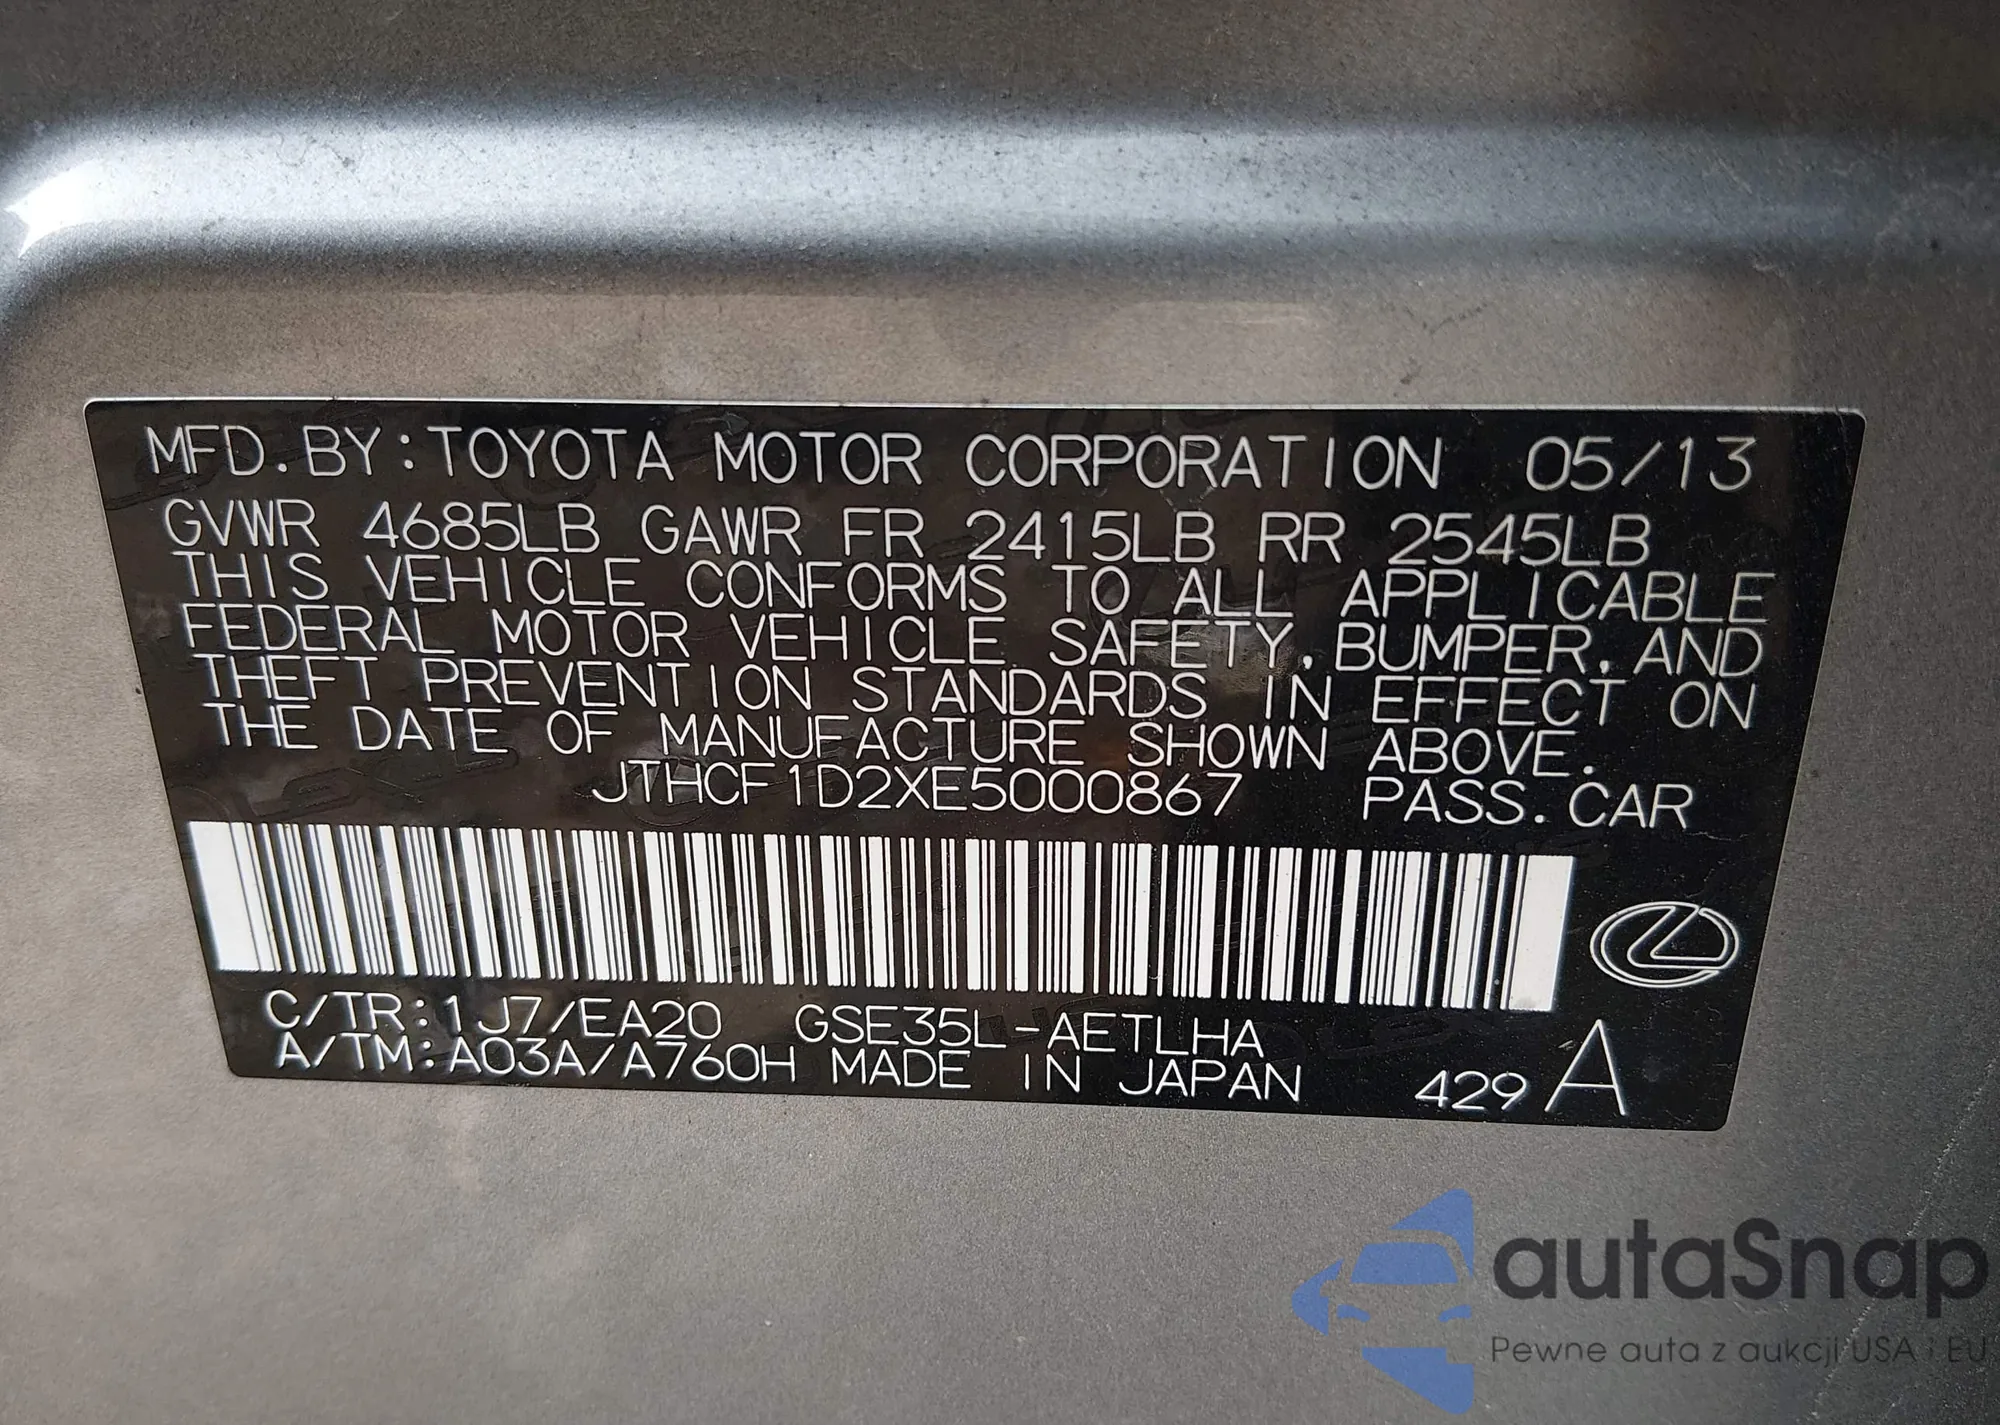 MFD.BY:TOYOTA MOTOR CORPORATION 05/13
GVWR 4685LB GAWR FR 2415LB RR 2545LB
THIS VEHICLE CONFORMS TO ALL APPLICABLE
FEDERAL MOTOR VEHICLE SAFETY,BUMPER,AND
THEFT PREVENTION STANDARDS IN EFFECT ON
THE DATE OF MANUFACTURE SHOWN ABOVE.
JTHCF1D2XE5000867 PASS.CAR
C/TR:1J7/EA20 GSE35L-AETLHA
A/TM:A03A/A760H MADE IN JAPAN 429 A
autaSnap
Pewne auta z aukcji USA i EU